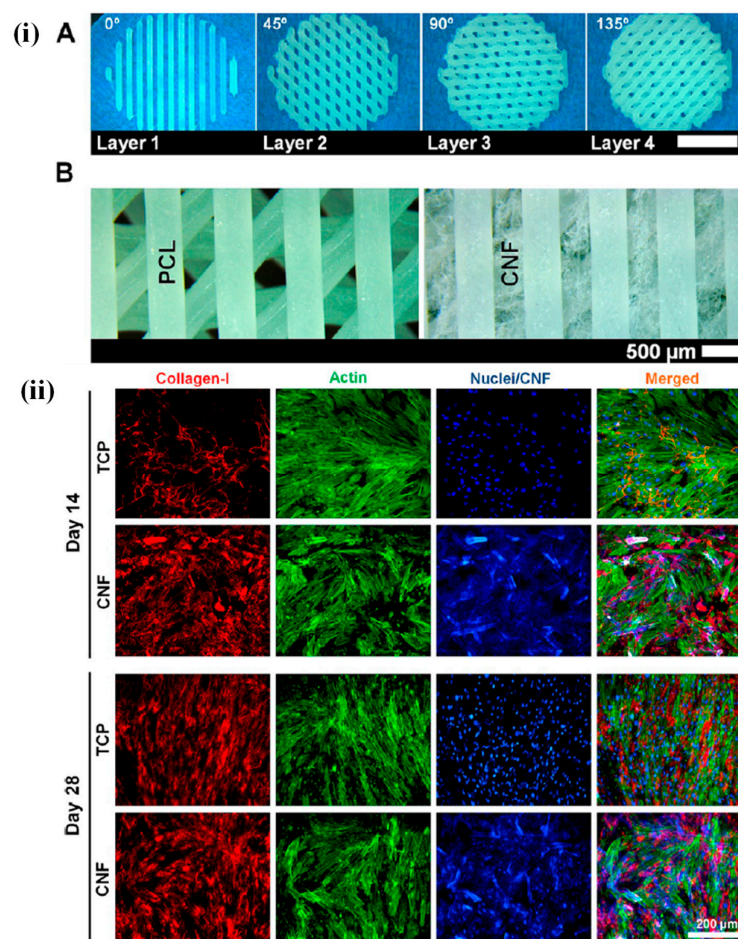 (i) A
0° 45° 90° 135°
Layer 1 Layer 2 Layer 3 Layer 4
B
PCL CNF
500 µm
(ii)
Collagen-I Actin Nuclei/CNF Merged
Day 14
TCP
CNF
Day 28
TCP
CNF
200 µm